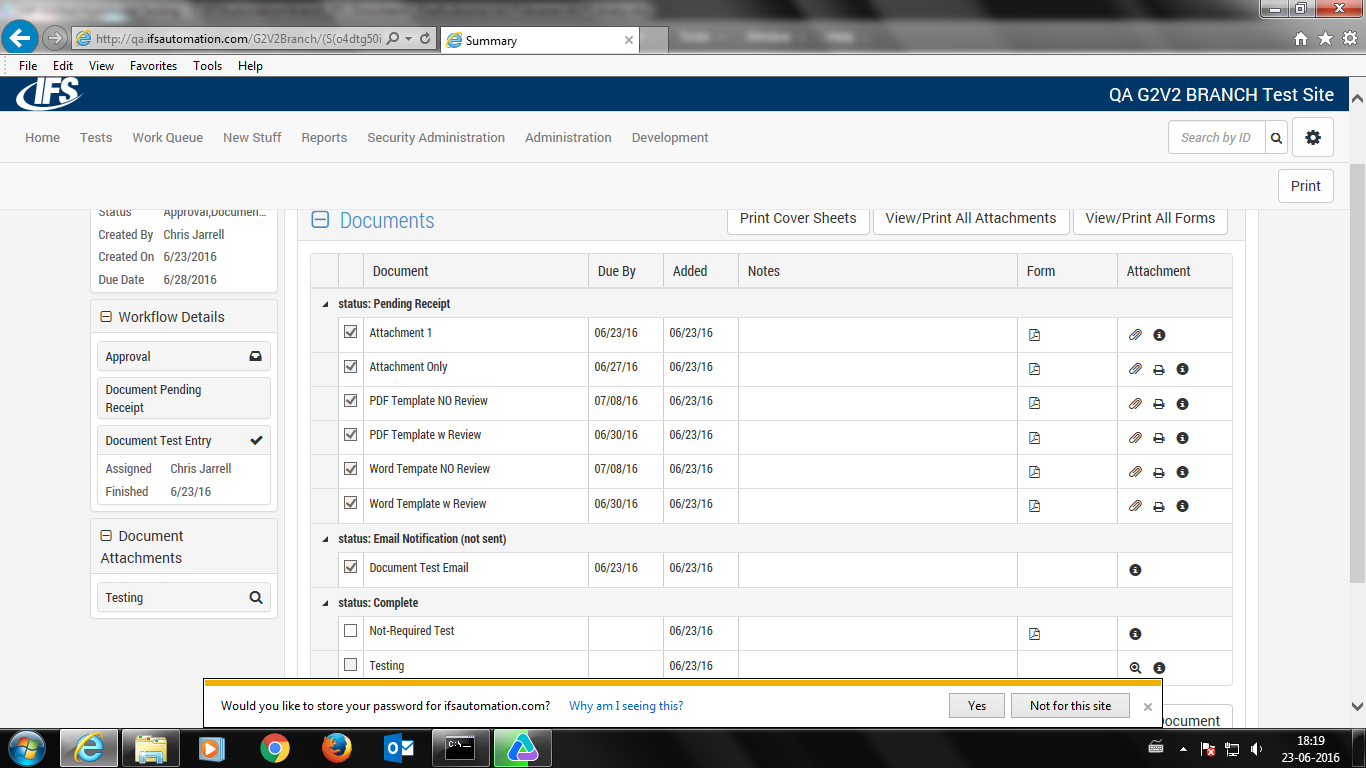 http://qa.ifsautomation.com/G2V2Branch/(S(o4dtg50i
Summary
File Edit View Favorites Tools Help
IFS
QA G2V2 BRANCH Test Site
Home Tests Work Queue New Stuff Reports Security Administration Administration Development
Search by ID
Print
Status Approval,Documen...
Created By Chris Jarrell
Created On 6/23/2016
Due Date 6/28/2016
Workflow Details
Approval
Document Pending
Receipt
Document Test Entry
Assigned Chris Jarrell
Finished 6/23/16
Document
Attachments
Testing
Documents
Print Cover Sheets View/Print All Attachments View/Print All Forms
Document Due By Added Notes Form Attachment
status: Pending Receipt
Attachment 1 06/23/16 06/23/16
Attachment Only 06/27/16 06/23/16
PDF Template NO Review 07/08/16 06/23/16
PDF Template w Review 06/30/16 06/23/16
Word Tempate NO Review 07/08/16 06/23/16
Word Template w Review 06/30/16 06/23/16
status: Email Notification (not sent)
Document Test Email 06/23/16 06/23/16
status: Complete
Not-Required Test 06/23/16
Testing 06/23/16
Document
Would you like to store your password for ifsautomation.com? Why am I seeing this? Yes Not for this site
18:19
23-06-2016